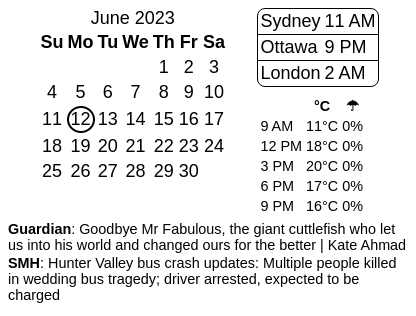 June 2023
Su Mo Tu We Th Fr Sa
1 2 3
4 5 6 7 8 9 10
11 12 13 14 15 16 17
18 19 20 21 22 23 24
25 26 27 28 29 30
Sydney 11 AM
Ottawa 9 PM
London 2 AM
°C ☂
9 AM 11°C 0%
12 PM 18°C 0%
3 PM 20°C 0%
6 PM 17°C 0%
9 PM 16°C 0%
Guardian: Goodbye Mr Fabulous, the giant cuttlefish who let
us into his world and changed ours for the better | Kate Ahmad
SMH: Hunter Valley bus crash updates: Multiple people killed
in wedding bus tragedy; driver arrested, expected to be
charged